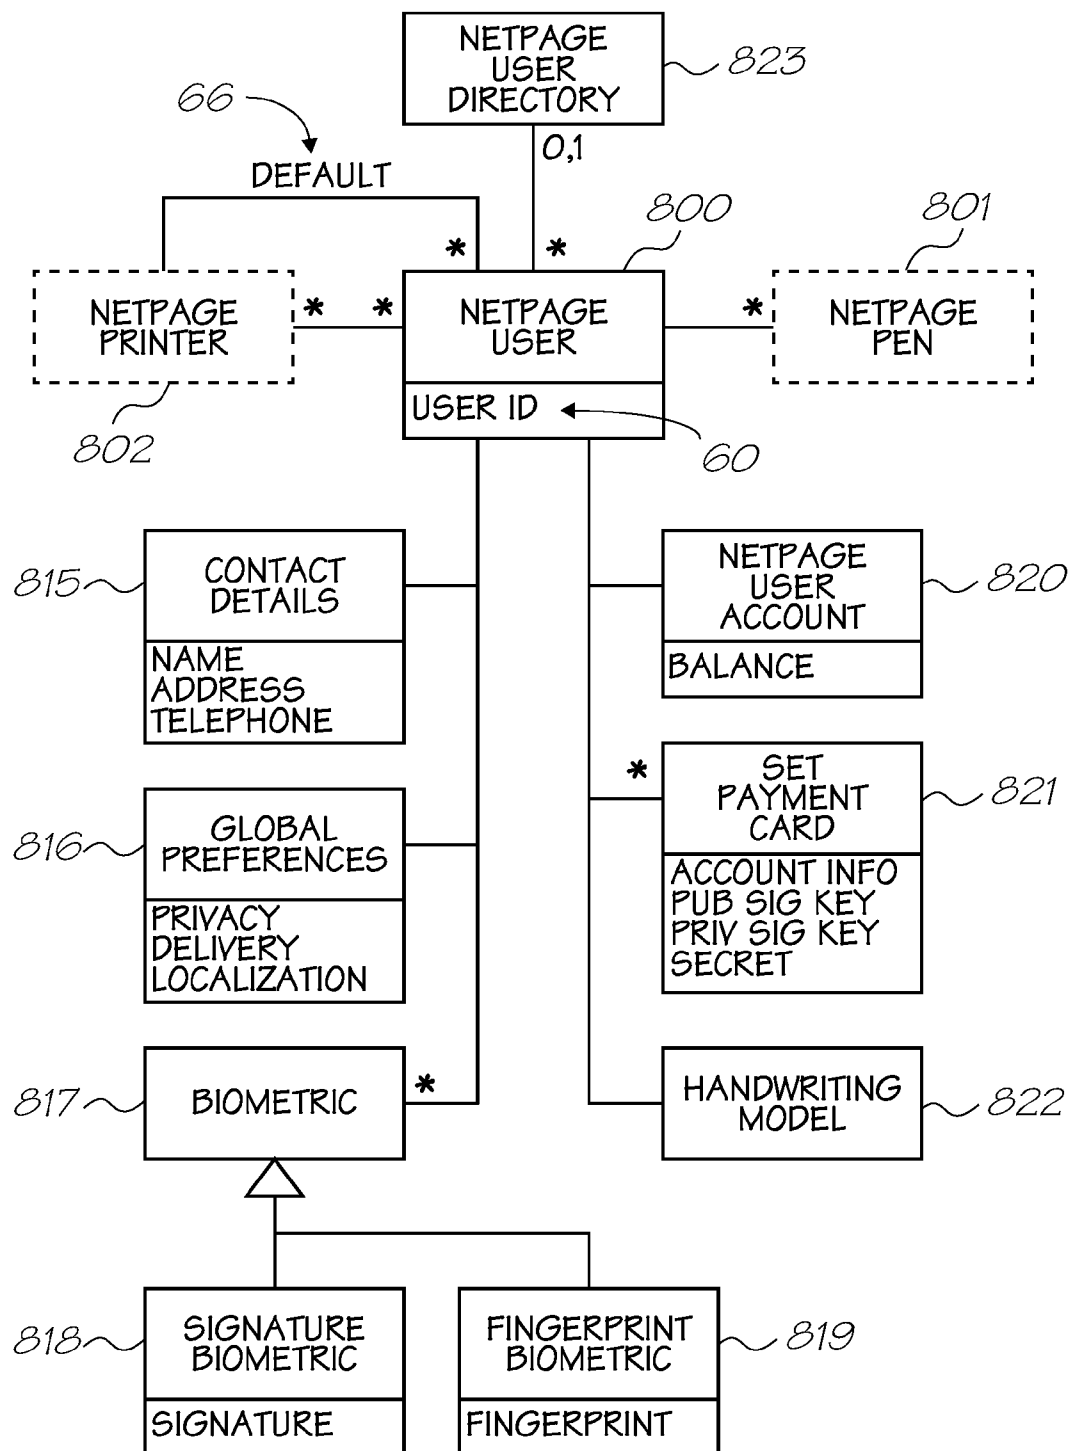 NETPAGE
USER
DIRECTORY
823
66
0,1
DEFAULT
800
801
*
*
NETPAGE
PRINTER
*
*
NETPAGE
USER
*
NETPAGE
PEN
USER ID
802
60
815
CONTACT
DETAILS
NAME
ADDRESS
TELEPHONE
NETPAGE
USER
ACCOUNT
820
BALANCE
816
GLOBAL
PREFERENCES
PRIVACY
DELIVERY
LOCALIZATION
*
SET
PAYMENT
CARD
821
ACCOUNT INFO
PUB SIG KEY
PRIV SIG KEY
SECRET
817
BIOMETRIC
*
HANDWRITING
MODEL
822
818
SIGNATURE
BIOMETRIC
SIGNATURE
FINGERPRINT
BIOMETRIC
819
FINGERPRINT